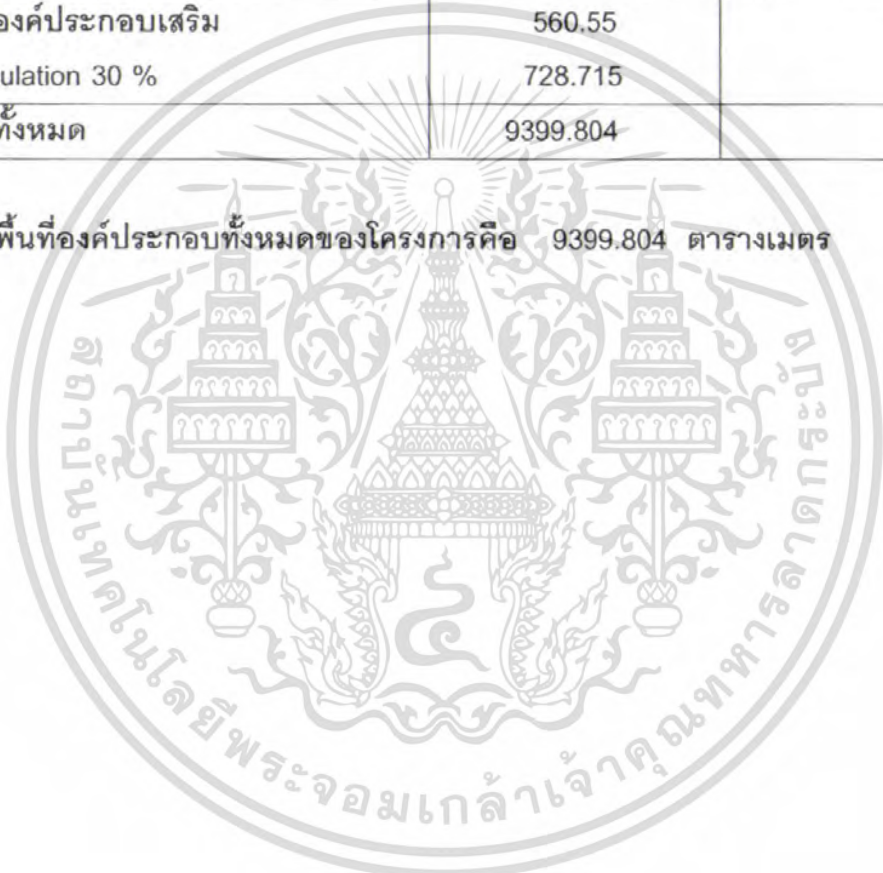 องค์ประกอบเสริม 560.55
ulation 30 % 728.715
ทั้งหมด 9399.804
พื้นที่องค์ประกอบทั้งหมดของโครงการคือ 9399.804 ตารางเมตร
สถาบันเทคโนโลยีพระจอมเกล้าเจ้าคุณทหารลาดกระบัง